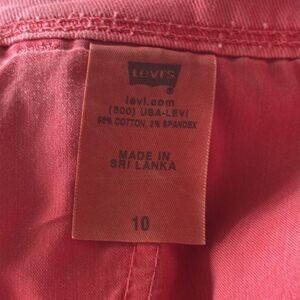 LEVI'S
®
levi.com
(800) USA-LEVI
98% COTTON, 2% SPANDEX
MADE IN
SRI LANKA
10